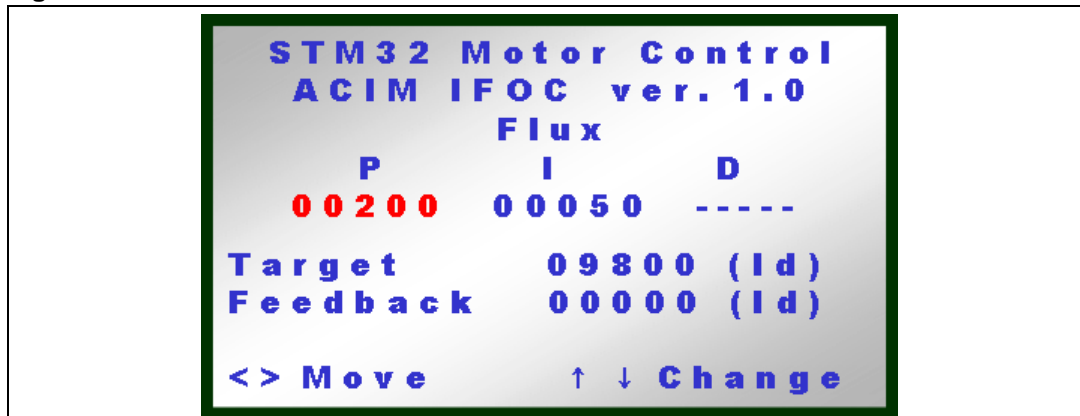 STM32 Motor Control
ACIM IFOC ver.1.0
Flux
P I D
00200 00050 -----
Target 09800 (Id)
Feedback 00000 (Id)
<> Move ↑ ↓ Change